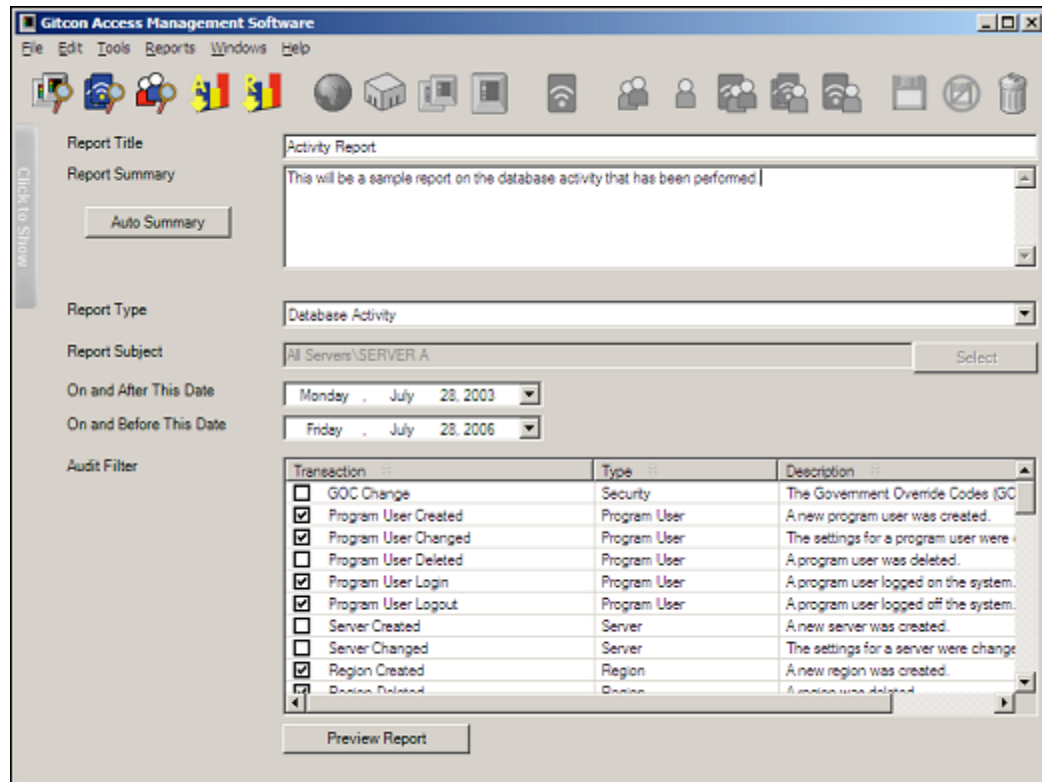 Gitcon Access Management Software
File Edit Tools Reports Windows Help
Click to Show
Report Title
Activity Report
Report Summary
This will be a sample report on the database activity that has been performed.
Auto Summary
Report Type
Database Activity
Report Subject
All Servers\SERVER A
Select
On and After This Date
Monday , July 28, 2003
On and Before This Date
Friday , July 28, 2006
Audit Filter
Transaction Type Description
GOC Change Security The Government Override Codes (GC
Program User Created Program User A new program user was created.
Program User Changed Program User The settings for a program user were
Program User Deleted Program User A program user was deleted.
Program User Login Program User A program user logged on the system.
Program User Logout Program User A program user logged off the system.
Server Created Server A new server was created.
Server Changed Server The settings for a server were change
Region Created Region A new region was created.
Region Deleted Region A region was deleted
Preview Report